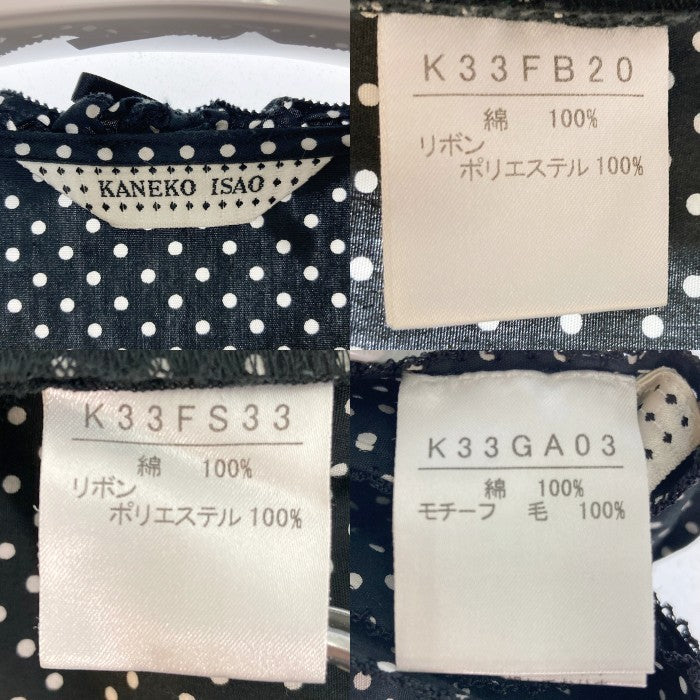 KANEKO ISAO
K33FB20
綿 100%
リボン
ポリエステル 100%
K33FS33
綿 100%
リボン
ポリエステル 100%
K33GA03
綿 100%
モチーフ 毛 100%